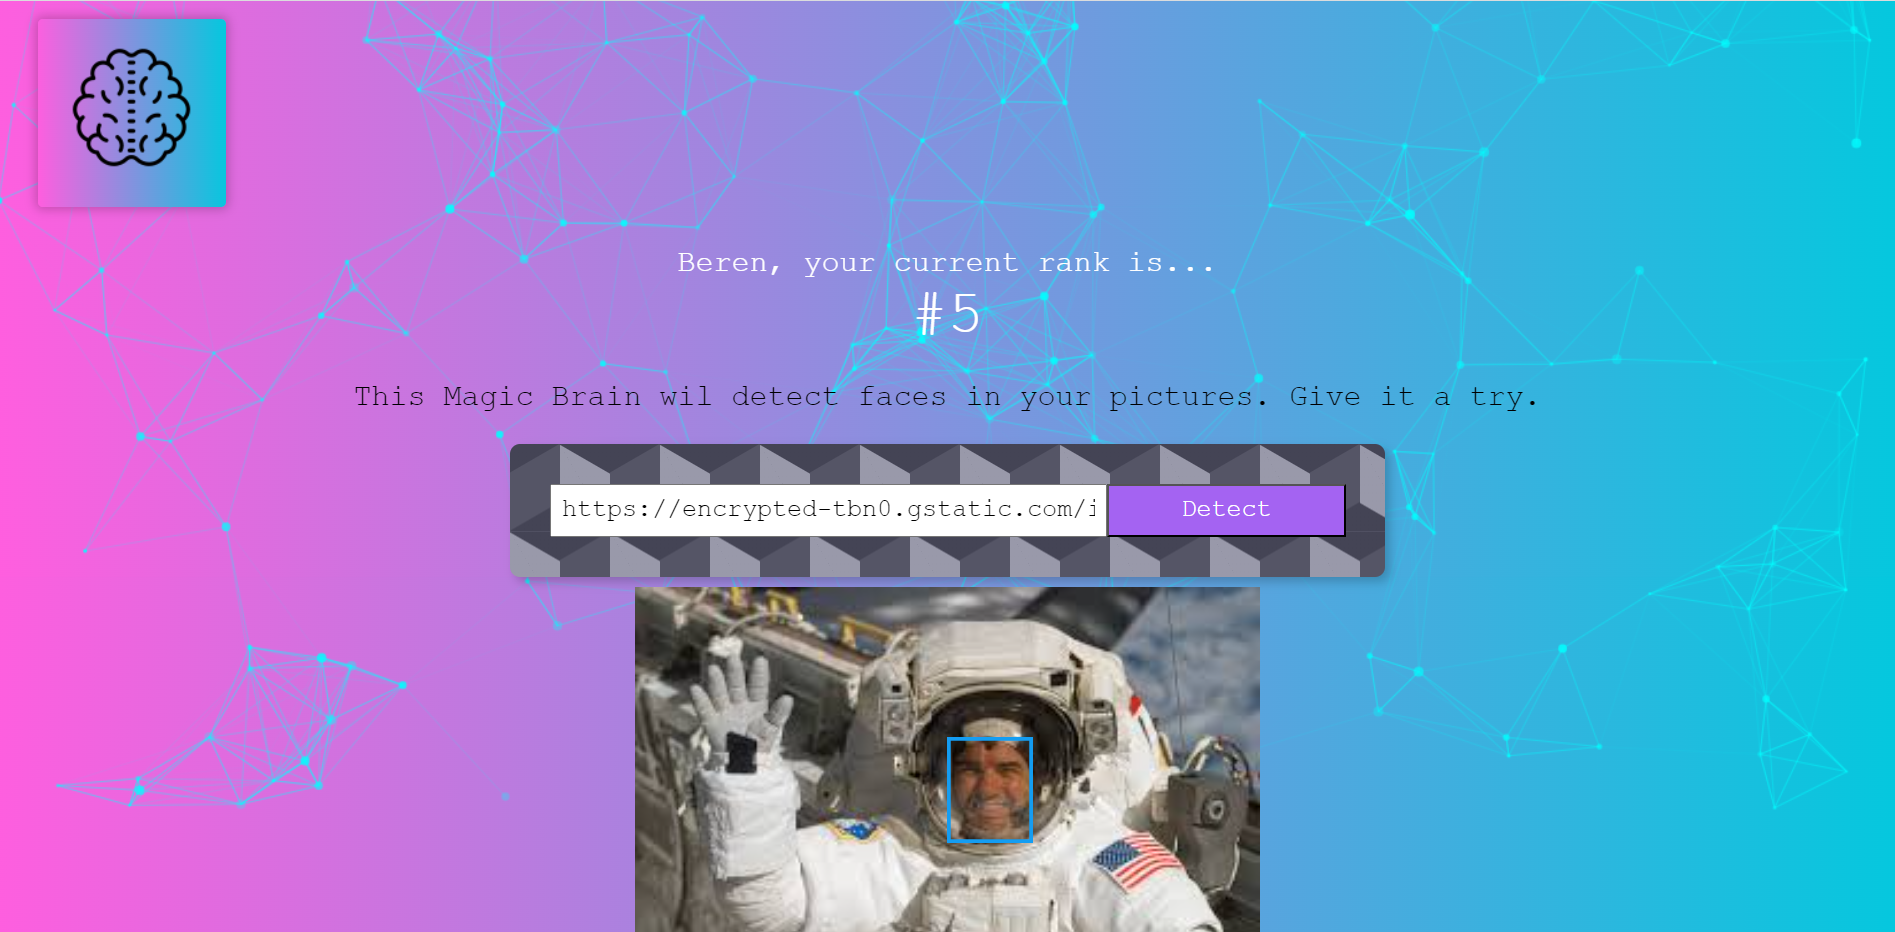 Beren, your current rank is...
#5
This Magic Brain wil detect faces in your pictures. Give it a try.
https://encrypted-tbn0.gstatic.com/i
Detect